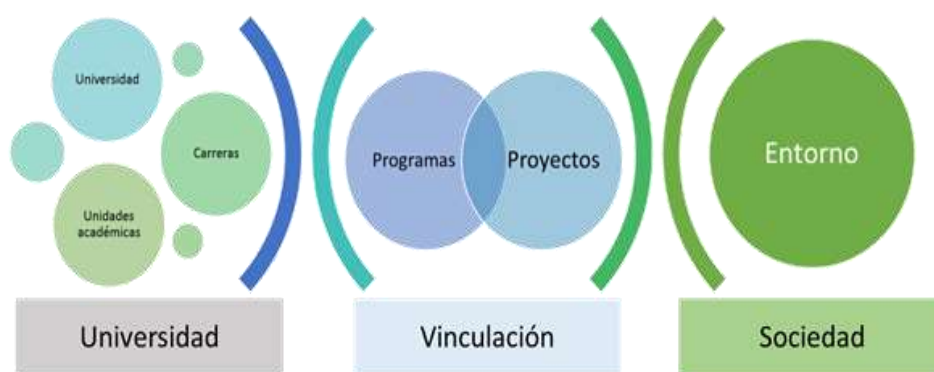 Universidad
Carreras
Unidades
académicas
Programas
Proyectos
Entorno
Universidad
Vinculación
Sociedad